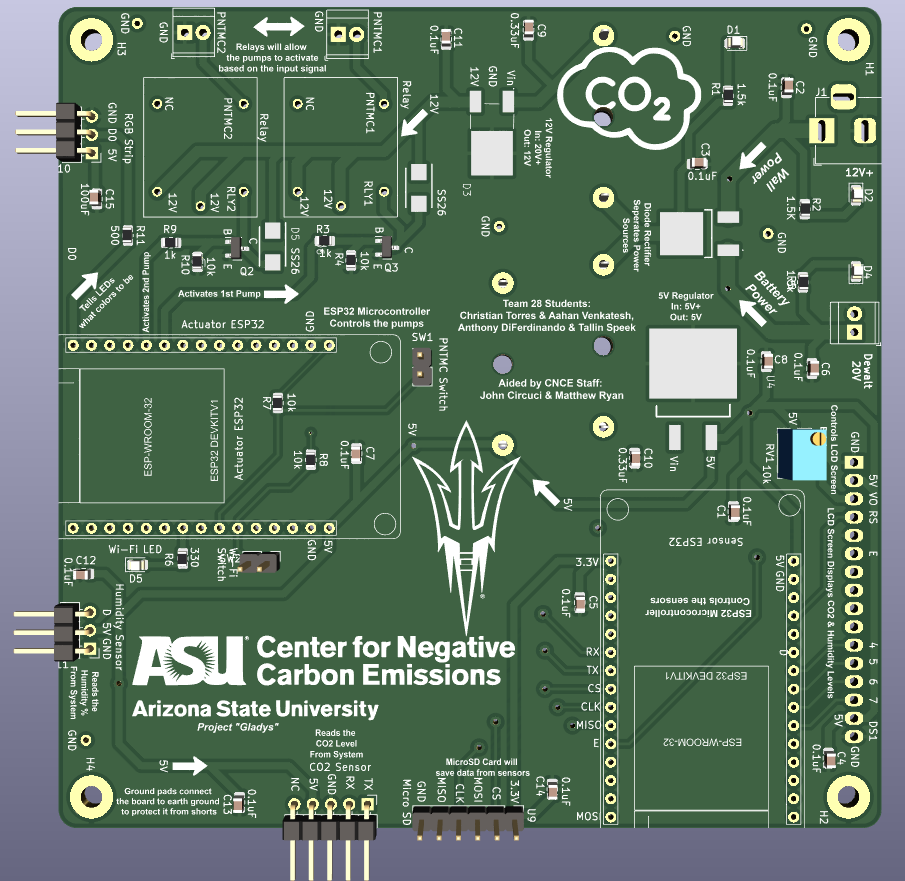 GND
H3
GND
PNTMC2
Relays will allow
the pumps to activate
based on the input signal
GND
PNTMC1
0.1uF
C11
0.33uF
C9
GND
D1
GND
H1
R1
1.5k
0.1uF
C2
J1
12V+
CO2
12V
GND
Vin
D3
12V Regulator
In: 20V+
Out: 12V
NC
PNTMC2
Relay
12V
12V
RLY2
NC
PNTMC1
Relay
12V
12V
RLY1
12V
SS26
GND D0 5V
RGB Strip
10
100uF
C15
C3
0.1uF
Wall
Power
D2
R2
1.5K
GND
Diode Rectifier
Seperates Power
Sources
D4
Battery
Power
GND
500
R11
R9
1k
R10
10k
B
C
E
Q2
D5
SS26
R3
1k
R4
10k
B
C
E
Q3
D0
Tells LEDs
what colors to be
Activates 2nd Pump
Activates 1st Pump
Team 28 Students:
Christian Torres & Aahan Venkatesh,
Anthony DiFerdinando & Tallin Speek
Aided by CNCE Staff:
John Circuci & Matthew Ryan
5V Regulator
In: 5V+
Out: 5V
Actuator ESP32
GND
ESP32 Microcontroller
Controls the pumps
SW1
PNTMC Switch
0.1uF
C8
U4
0.1uF
C6
Dewalt
20V
ESP-WROOM-32
ESP32 DEVKITV1
Actuator ESP32
R7
10k
10k
R8
0.1uF
C7
5V
0.33uF
C10
Vin
5V
5V
RV1
10k
Controls LCD Screen
GND
5V
VO
RS
E
4
5
6
7
5V
DS1
GND
LCD Screen Displays CO2 & Humidity Levels
GND
5V
Wi-FI LED
D5
R6
330
C12
0.1uF
5V
C1
0.1uF
Sensor ESP32
ESP32 Microcontroller
Controls the sensors
3.3V
5V
GND
0.1uF
C5
D
5V
GND
Humidity Sensor
Reads the
Humidity %
From System
GND
®
ASU Center for Negative
Carbon Emissions
Arizona State University
Project "Gladys"
RX
TX
CS
CLK
MISO
E
MOS
D
ESP32 DEVKITV1
ESP-WROOM-32
5V
Reads the
CO2 Level
From System
CO2 Sensor
NC
5V
GND
RX
TX
H4
Ground pads connect
the board to earth ground
to protect it from shorts
C13
0.1uF
MicroSD Card will
save data from sensors
Micro SD
GND
MISO
CLK
MOSI
CS
3.3V
U9
C14
0.1uF
0.1uF
C4
H2